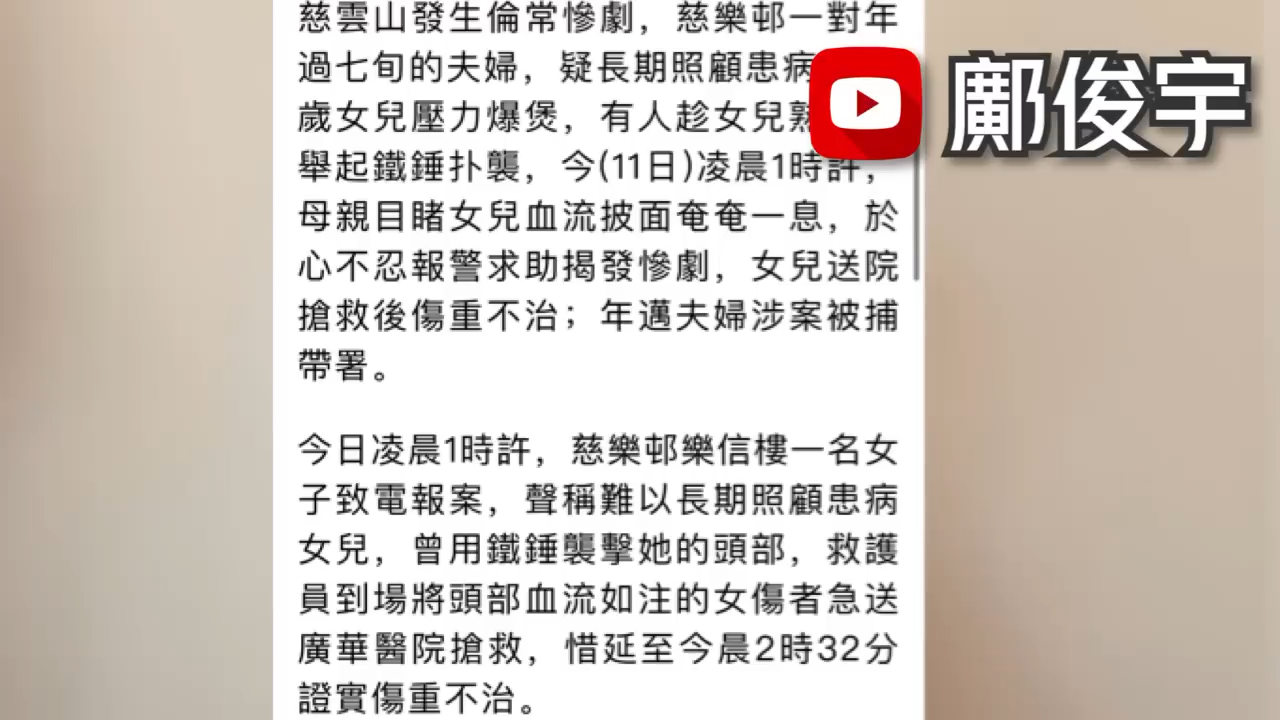 慈雲山發生倫常慘劇，慈樂邨一對年
過七旬的夫婦，疑長期照顧患病
歲女兒壓力爆煲，有人趁女兒熟
舉起鐵錘扑襲，今(11日)凌晨1時許，
母親目睹女兒血流披面奄奄一息，於
心不忍報警求助揭發慘劇，女兒送院
搶救後傷重不治；年邁夫婦涉案被捕
帶署。
今日凌晨1時許，慈樂邨樂信樓一名女
子致電報案，聲稱難以長期照顧患病
女兒，曾用鐵錘襲擊她的頭部，救護
員到場將頭部血流如注的女傷者急送
廣華醫院搶救，惜延至今晨2時32分
證實傷重不治。
鄺俊宇